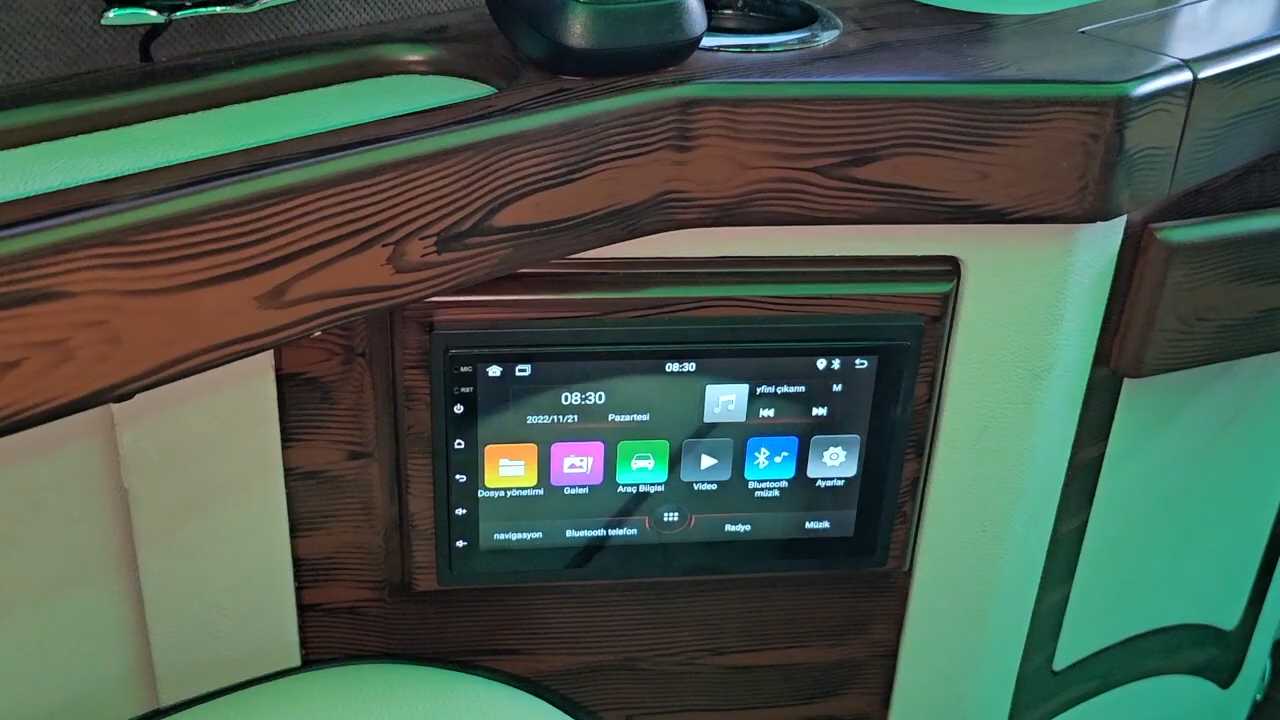 MIC
08:30
RST
08:30
yfini çıkarın
M
2022/11/21 Pazartesi
Dosya yönetimi
Galeri
Araç Bilgisi
Video
Bluetooth
müzik
Ayarlar
navigasyon
Bluetooth telefon
Radyo
Müzik